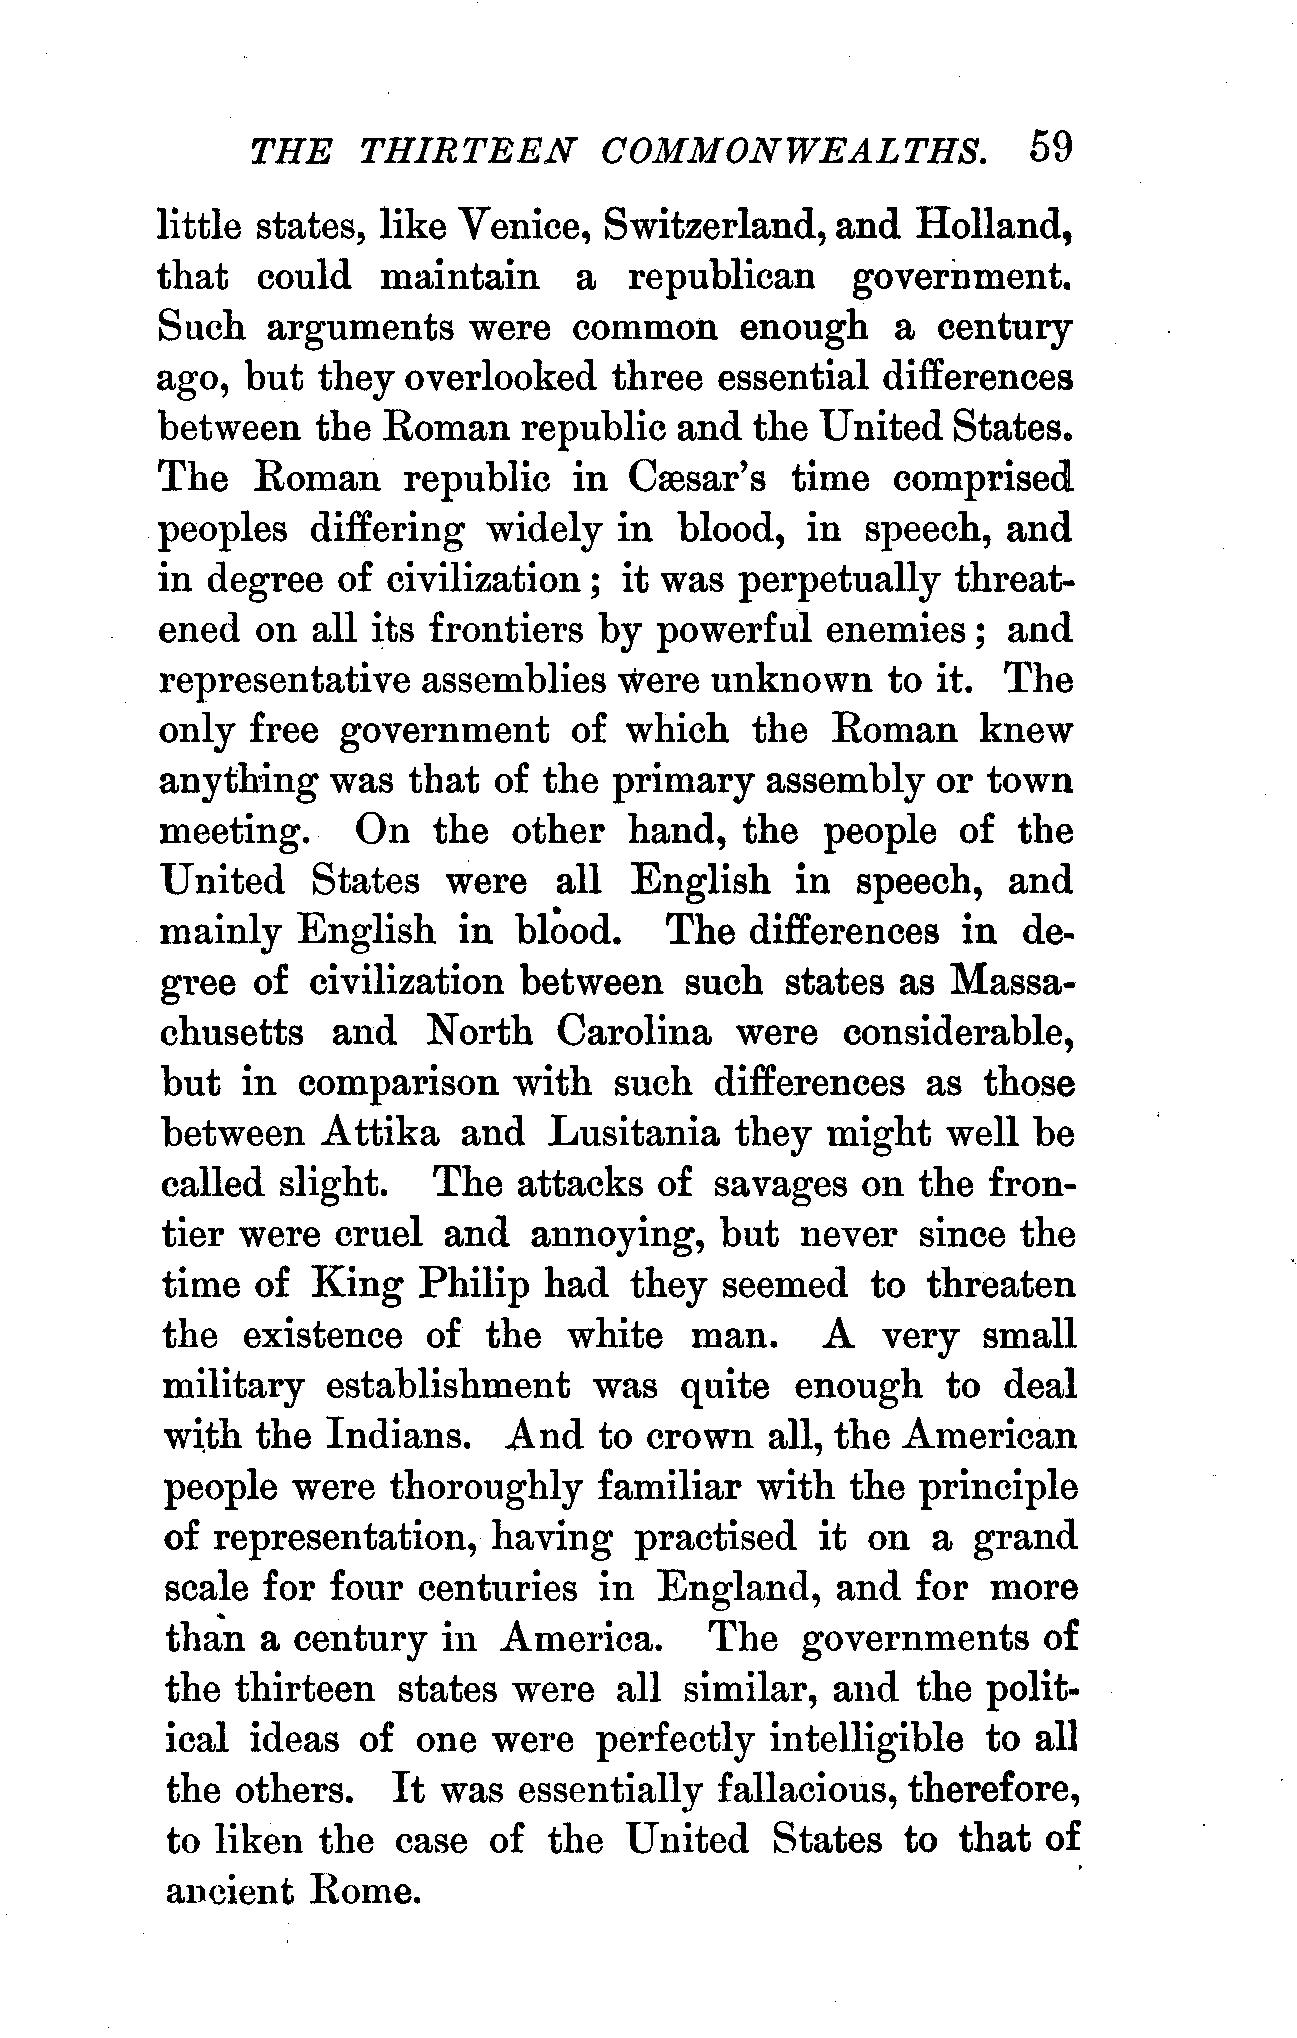 THE THIRTEEN COMMONWEALTHS. 59
little states, like Venice, Switzerland, and Holland,
that could maintain a republican government.
Such arguments were common enough a century
ago, but they overlooked three essential differences
between the Roman republic and the United States.
The Roman republic in Cæsar's time comprised
peoples differing widely in blood, in speech, and
in degree of civilization; it was perpetually threat-
ened on all its frontiers by powerful enemies; and
representative assemblies were unknown to it. The
only free government of which the Roman knew
anything was that of the primary assembly or town
meeting. On the other hand, the people of the
United States were all English in speech, and
mainly English in blood. The differences in de-
gree of civilization between such states as Massa-
chusetts and North Carolina were considerable,
but in comparison with such differences as those
between Attika and Lusitania they might well be
called slight. The attacks of savages on the fron-
tier were cruel and annoying, but never since the
time of King Philip had they seemed to threaten
the existence of the white man. A very small
military establishment was quite enough to deal
with the Indians. And to crown all, the American
people were thoroughly familiar with the principle
of representation, having practised it on a grand
scale for four centuries in England, and for more
than a century in America. The governments of
the thirteen states were all similar, and the polit-
ical ideas of one were perfectly intelligible to all
the others. It was essentially fallacious, therefore,
to liken the case of the United States to that of
ancient Rome.